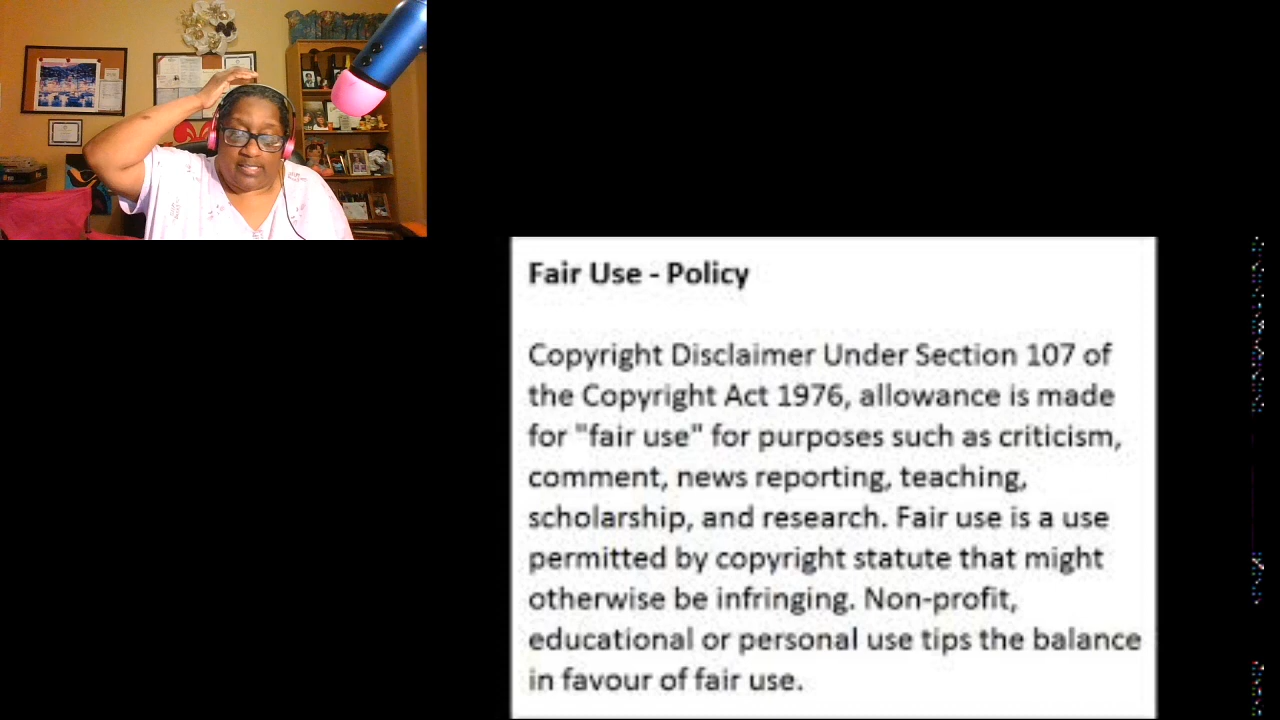 Fair Use - Policy
Copyright Disclaimer Under Section 107 of
the Copyright Act 1976, allowance is made
for "fair use" for purposes such as criticism,
comment, news reporting, teaching,
scholarship, and research. Fair use is a use
permitted by copyright statute that might
otherwise be infringing. Non-profit,
educational or personal use tips the balance
in favour of fair use.